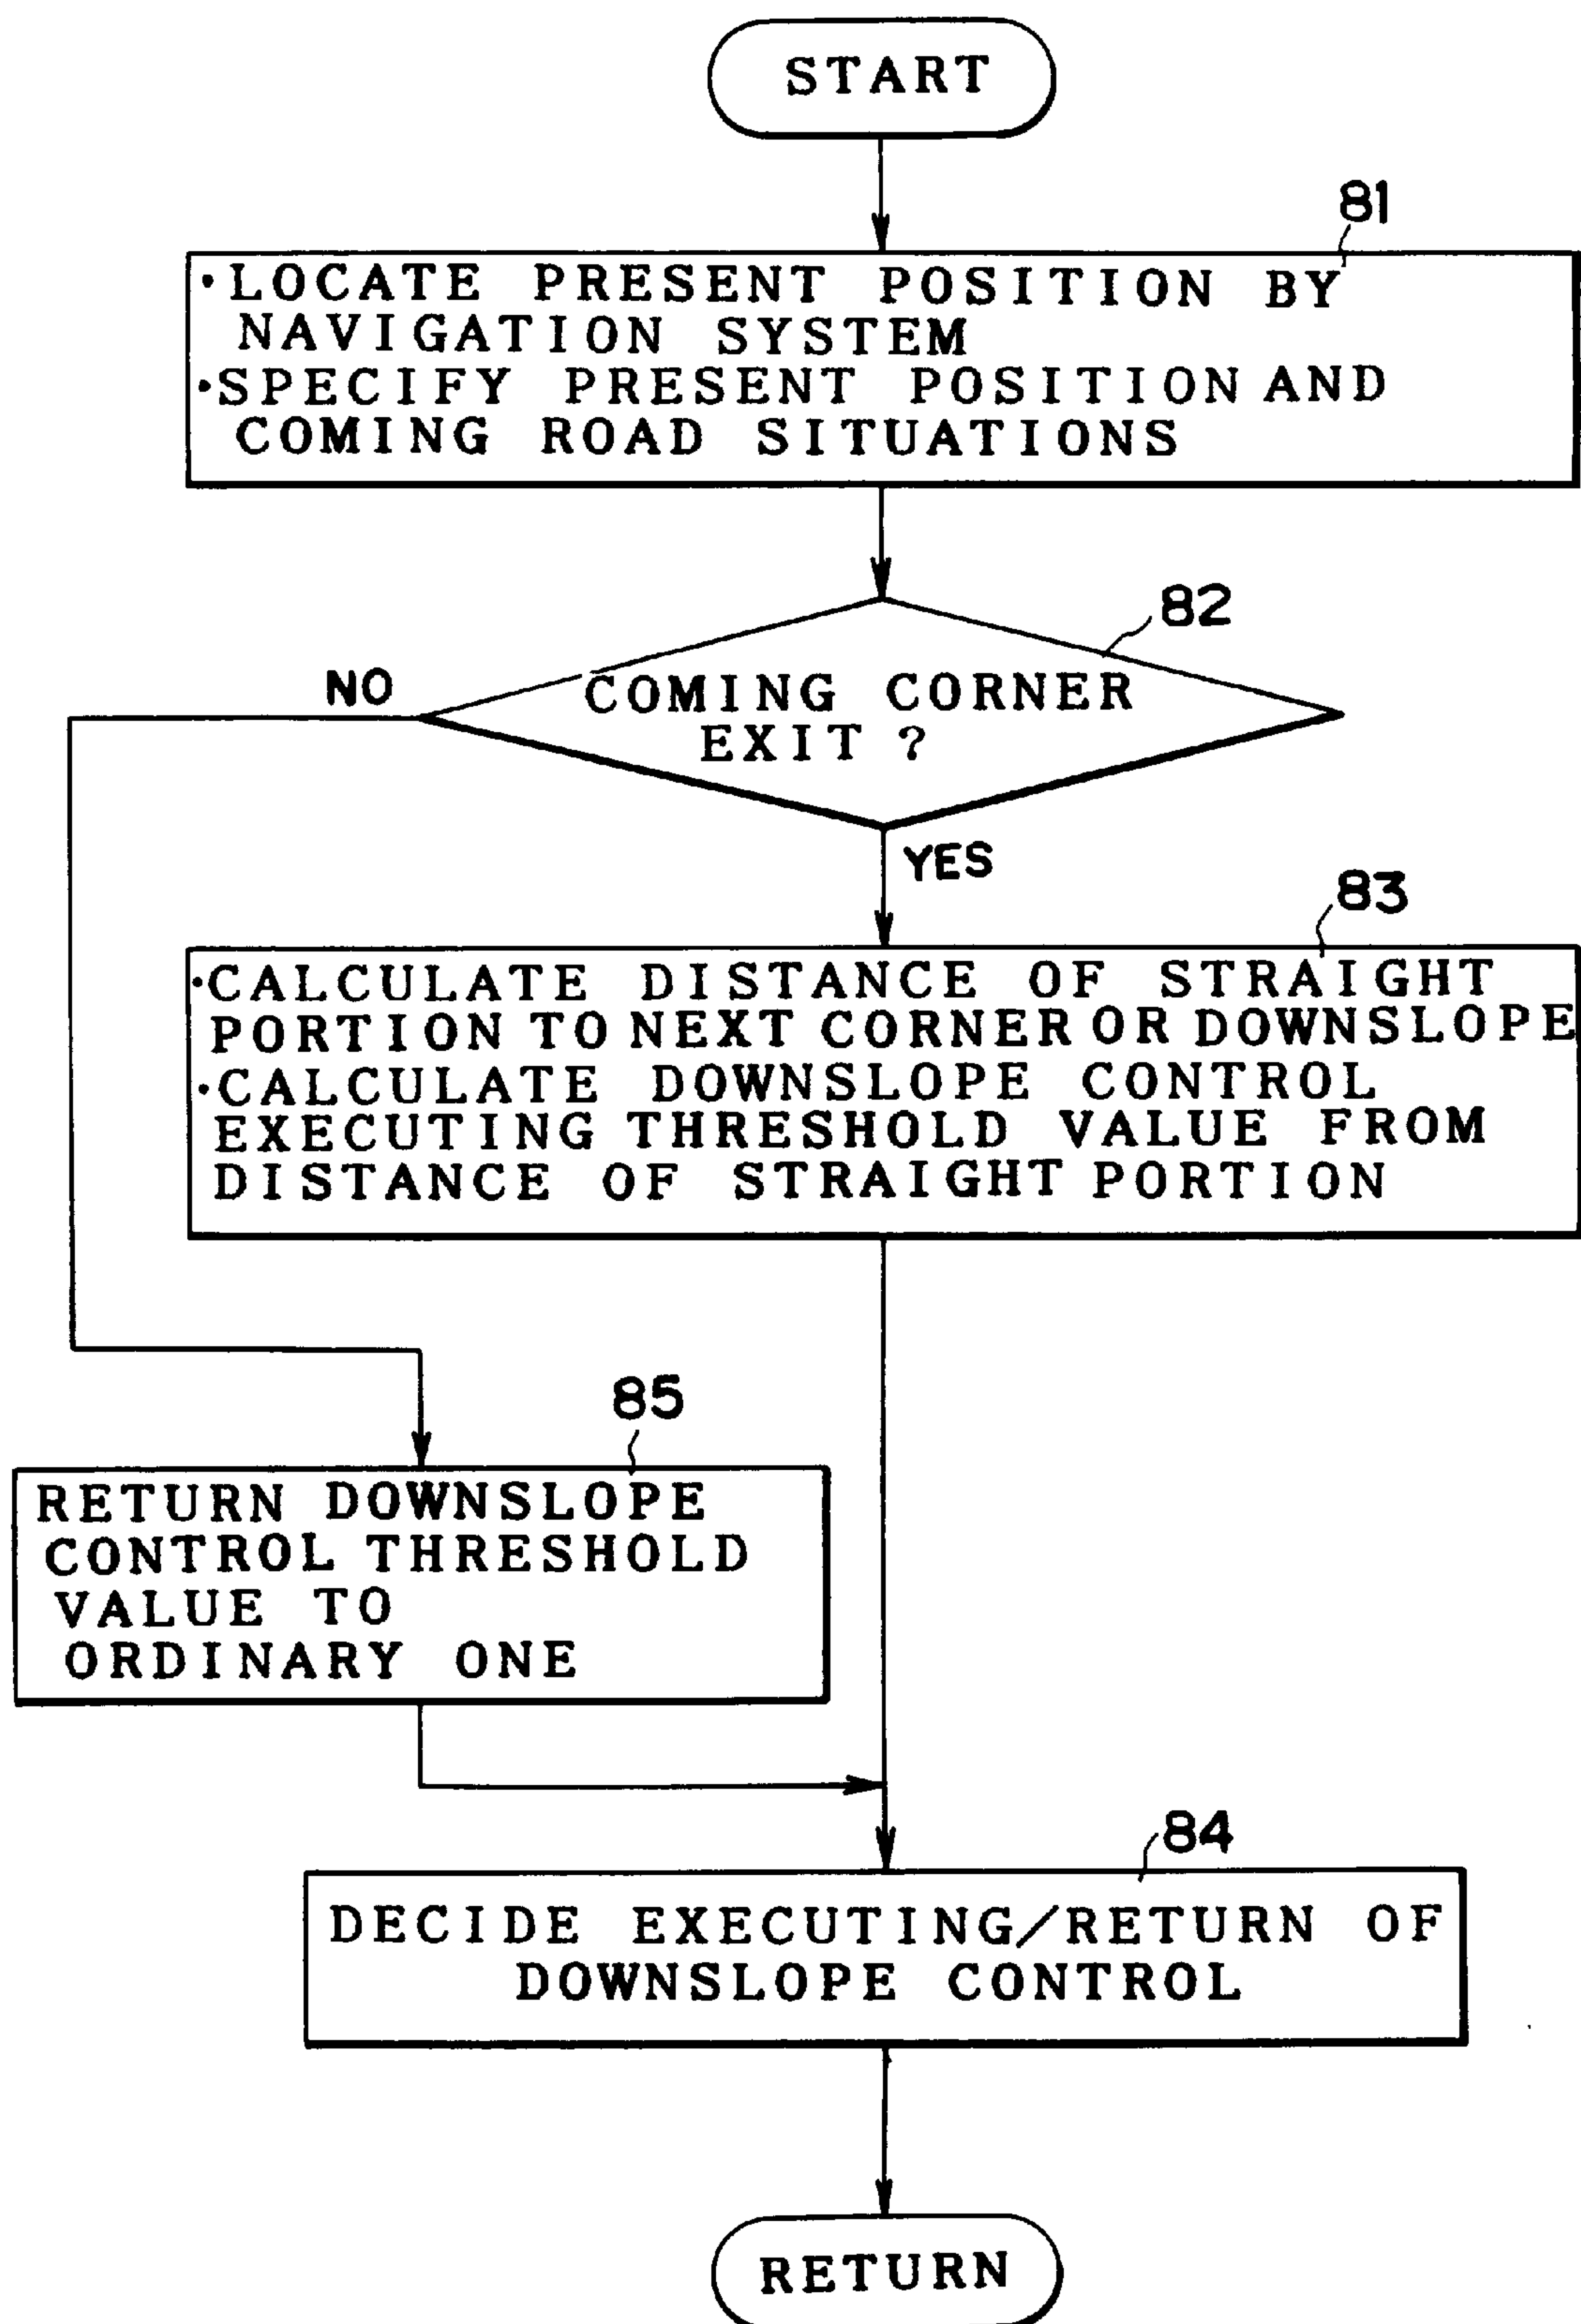 START
81
·LOCATE PRESENT POSITION BY
NAVIGATION SYSTEM
·SPECIFY PRESENT POSITION AND
COMING ROAD SITUATIONS
82
NO
COMING CORNER
EXIT ?
YES
83
·CALCULATE DISTANCE OF STRAIGHT
PORTION TO NEXT CORNER OR DOWNSLOPE
·CALCULATE DOWNSLOPE CONTROL
EXECUTING THRESHOLD VALUE FROM
DISTANCE OF STRAIGHT PORTION
85
RETURN DOWNSLOPE
CONTROL THRESHOLD
VALUE TO
ORDINARY ONE
84
DECIDE EXECUTING/RETURN OF
DOWNSLOPE CONTROL
RETURN